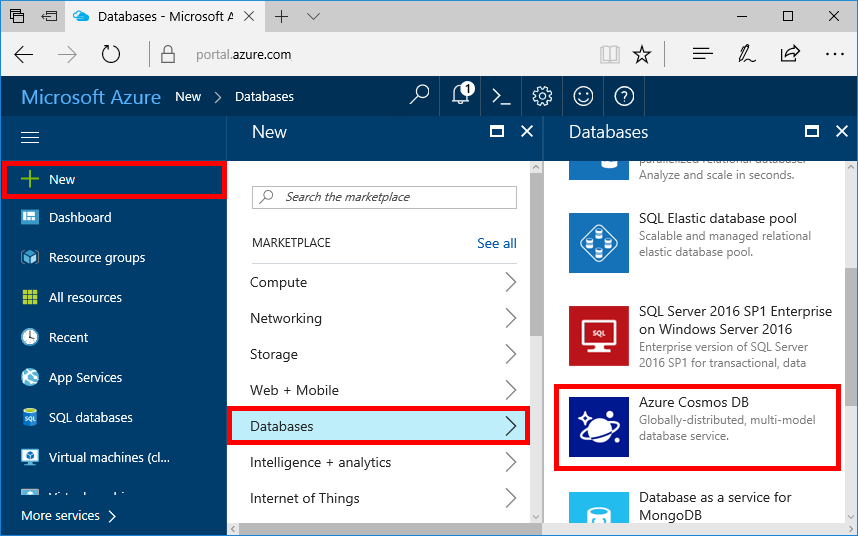 Databases - Microsoft A
portal.azure.com
Microsoft Azure New > Databases
1
New
Dashboard
Resource groups
All resources
Recent
App Services
SQL databases
Virtual machines (cl...
More services >
New
Search the marketplace
MARKETPLACE See all
Compute
Networking
Storage
Web + Mobile
Databases
Intelligence + analytics
Internet of Things
Databases
parallelized relational database.
Analyze and scale in seconds.
SQL Elastic database pool
Scalable and managed relational
elastic database pool.
SQL
SQL Server 2016 SP1 Enterprise
on Windows Server 2016
Enterprise version of SQL Server
2016 SP1 for transactional, data
Azure Cosmos DB
Globally-distributed, multi-model
database service.
Database as a service for
MongoDB